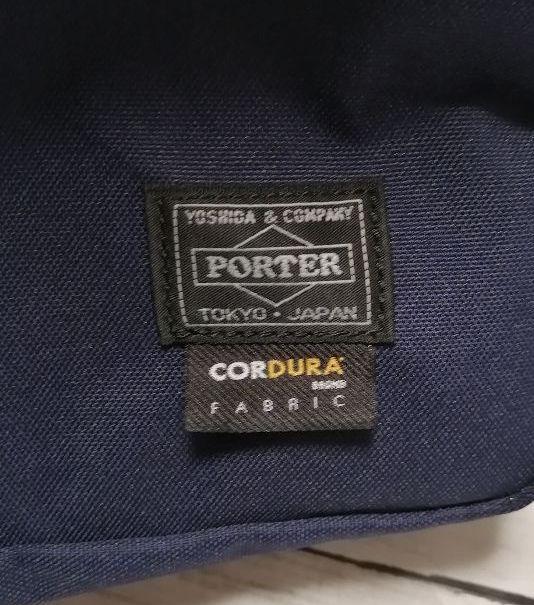 YOSHIDA & COMPANY
PORTER
TOKYO · JAPAN
CORDURA®
BRAND
FABRIC